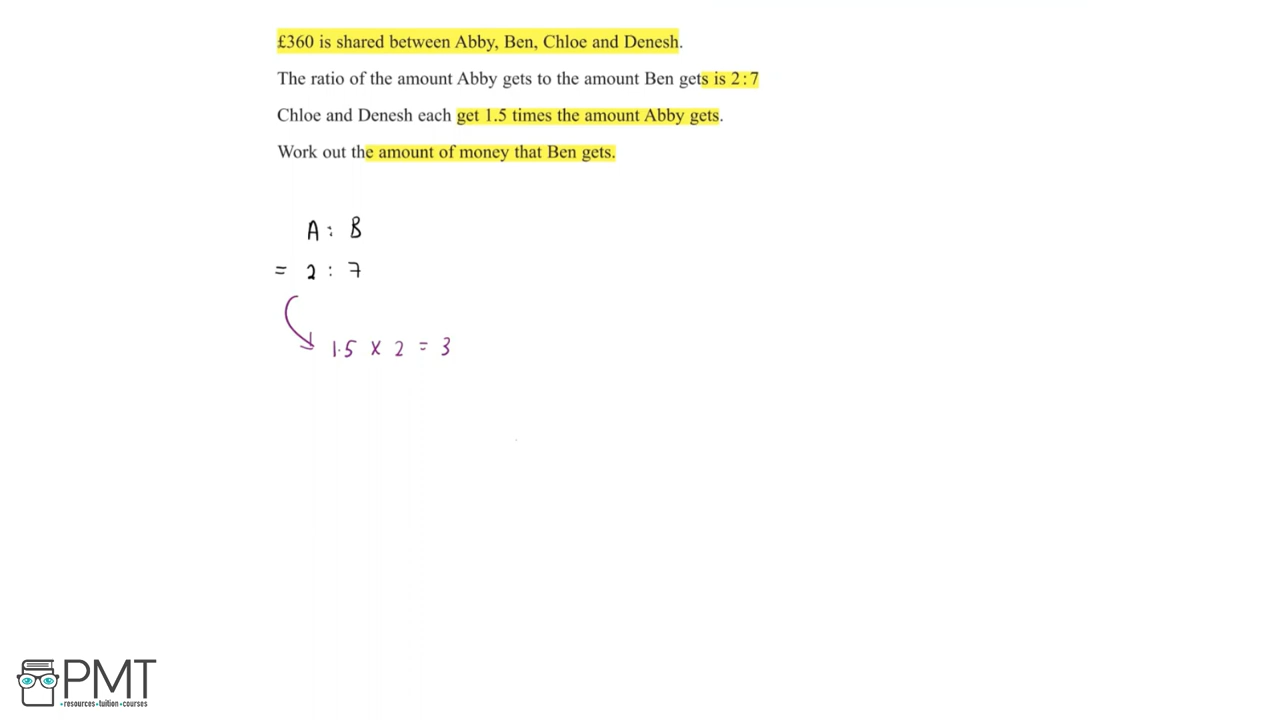 £360 is shared between Abby, Ben, Chloe and Denesh.
The ratio of the amount Abby gets to the amount Ben gets is 2 : 7
Chloe and Denesh each get 1.5 times the amount Abby gets.
Work out the amount of money that Ben gets.
A : B
= 2 : 7
1.5 x 2 = 3
PMT
•resources•tuition•courses